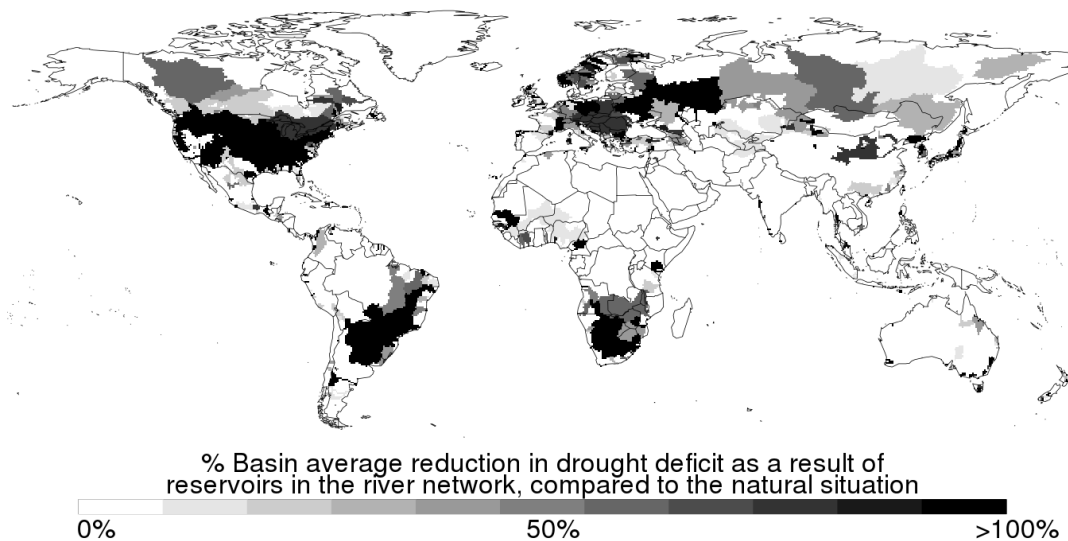 % Basin average reduction in drought deficit as a result of
reservoirs in the river network, compared to the natural situation
0% 50% >100%